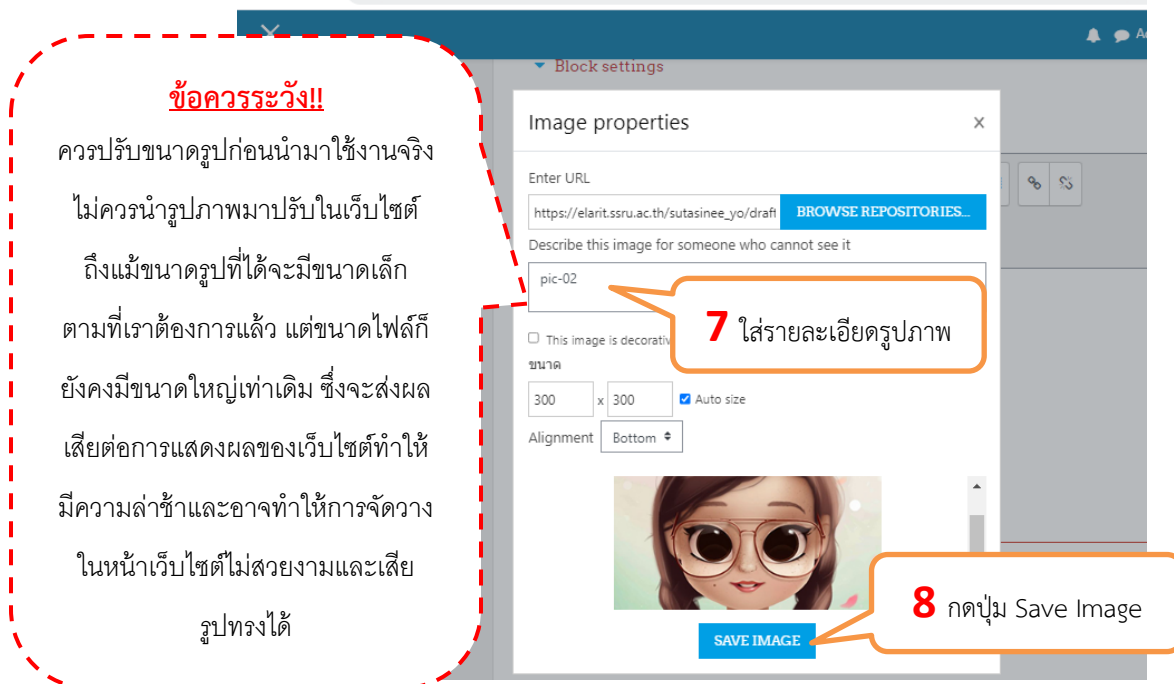 Block settings
ข้อควรระวัง!!
ควรปรับขนาดรูปก่อนนำมาใช้งานจริง
ไม่ควรนำรูปภาพมาปรับในเว็บไซต์
ถึงแม้ขนาดรูปที่ได้จะมีขนาดเล็ก
ตามที่เราต้องการแล้ว แต่ขนาดไฟล์ก็
ยังคงมีขนาดใหญ่เท่าเดิม ซึ่งจะส่งผล
เสียต่อการแสดงผลของเว็บไซต์ทำให้
มีความล่าช้าและอาจทำให้การจัดวาง
ในหน้าเว็บไซต์ไม่สวยงามและเสีย
รูปทรงได้
Image properties
Enter URL
https://elarit.ssru.ac.th/sutasinee_yo/draft BROWSE REPOSITORIES...
Describe this image for someone who cannot see it
pic-02
7 ใส่รายละเอียดรูปภาพ
This image is decorativ
ขนาด
300 x 300 Auto size
Alignment Bottom
8 กดปุ่ม Save Image
SAVE IMAGE